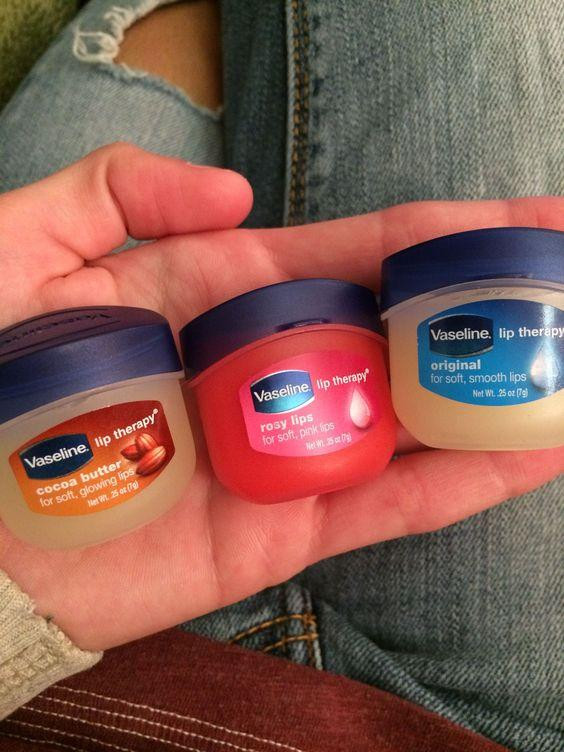 Vaseline
Vaseline. lip therapy®
cocoa butter
for soft, glowing lips
Net Wt. .25 oz (7g)
Vaseline. lip therapy®
rosy lips
for soft, pink lips
Net Wt. .25 oz (7g)
Vaseline. lip therapy
original
for soft, smooth lips
Net Wt. .25 oz (7g)